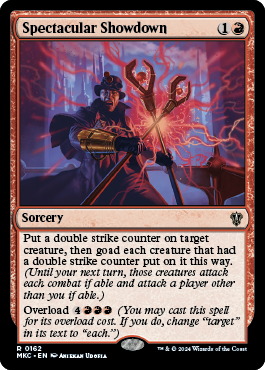 Spectacular Showdown 1
Sorcery
Put a double strike counter on target
creature, then goad each creature that had
a double strike counter put on it this way.
(Until your next turn, those creatures attack
each combat if able and attack a player other
than you if able.)
Overload 4 (You may cast this spell
for its overload cost. If you do, change “target”
in its text to “each.”)
R 0162
MKC • EN Artekan Udopia
™ & © 2024 Wizards of the Coast